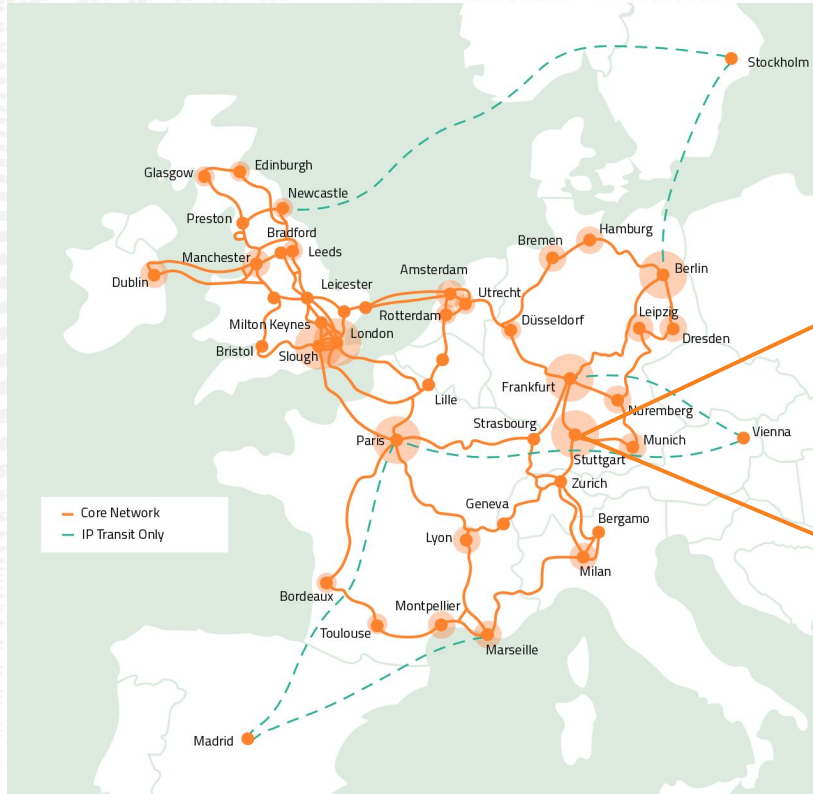 Stockholm
Edinburgh
Glasgow
Newcastle
Preston
Bradford
Hamburg
Leeds
Bremen
Manchester
Amsterdam
Berlin
Dublin
Leicester
Utrecht
Leipzig
Rotterdam
Düsseldorf
Milton Keynes
London
Dresden
Bristol
Slough
Frankfurt
Lille
Nuremberg
Strasbourg
Vienna
Paris
Munich
Stuttgart
Zurich
Geneva
Core Network
Bergamo
IP Transit Only
Lyon
Milan
Bordeaux
Montpellier
Toulouse
Marseille
Madrid